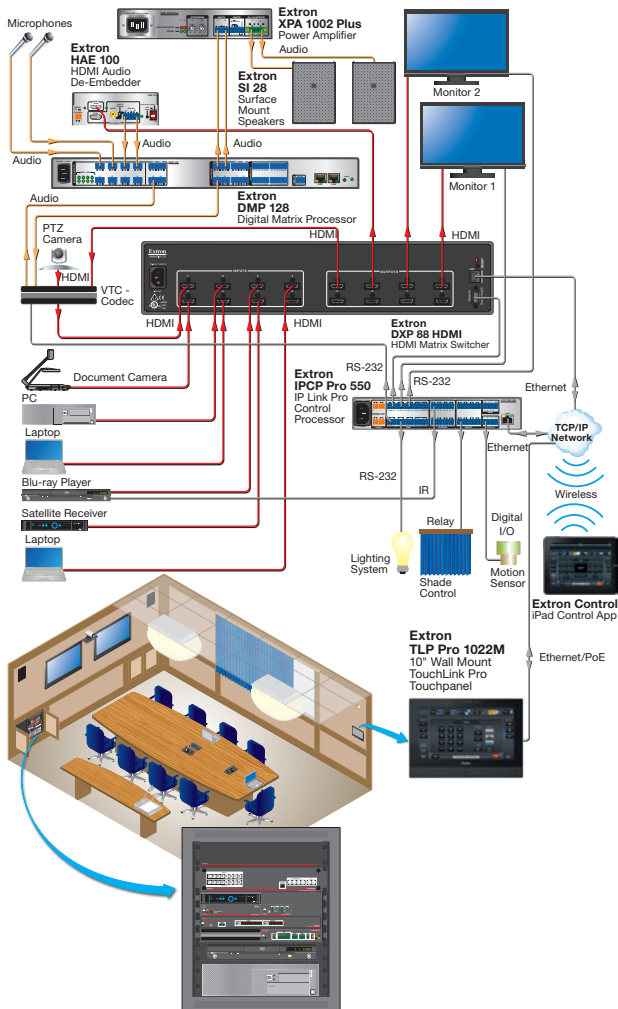 Microphones
Extron
XPA 1002 Plus
Power Amplifier
Audio
Extron
HAE 100
HDMI Audio
De-Embedder
Extron
SI 28
Surface
Mount
Speakers
Monitor 2
Monitor 1
Audio
Audio
Audio
Audio
Extron
DMP 128
Digital Matrix Processor
PTZ
Camera
HDMI
HDMI
HDMI
Extron
INPUTS
OUTPUTS
VTC -
Codec
HDMI
HDMI
Extron
DXP 88 HDMI
HDMI Matrix Switcher
Document Camera
PC
Laptop
Blu-ray Player
Satellite Receiver
Laptop
Extron
IPCP Pro 550
IP Link Pro
Control
Processor
RS-232
RS-232
Ethernet
TCP/IP
Network
Ethernet
RS-232
IR
Wireless
Lighting
System
Relay
Shade
Control
Digital
I/O
Motion
Sensor
Extron Control
iPad Control App
Extron
TLP Pro 1022M
10" Wall Mount
TouchLink Pro
Touchpanel
Ethernet/PoE